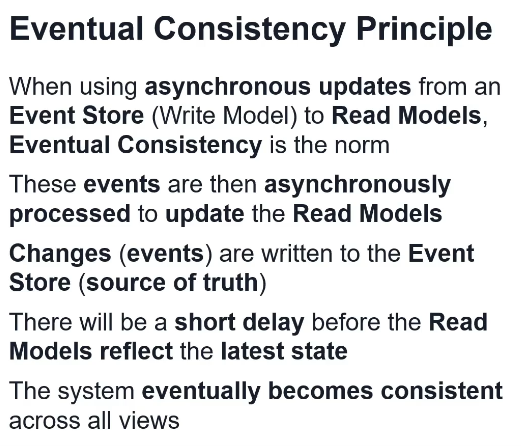 Eventual Consistency Principle
When using asynchronous updates from an
Event Store (Write Model) to Read Models,
Eventual Consistency is the norm
These events are then asynchronously
processed to update the Read Models
Changes (events) are written to the Event
Store (source of truth)
There will be a short delay before the Read
Models reflect the latest state
The system eventually becomes consistent
across all views